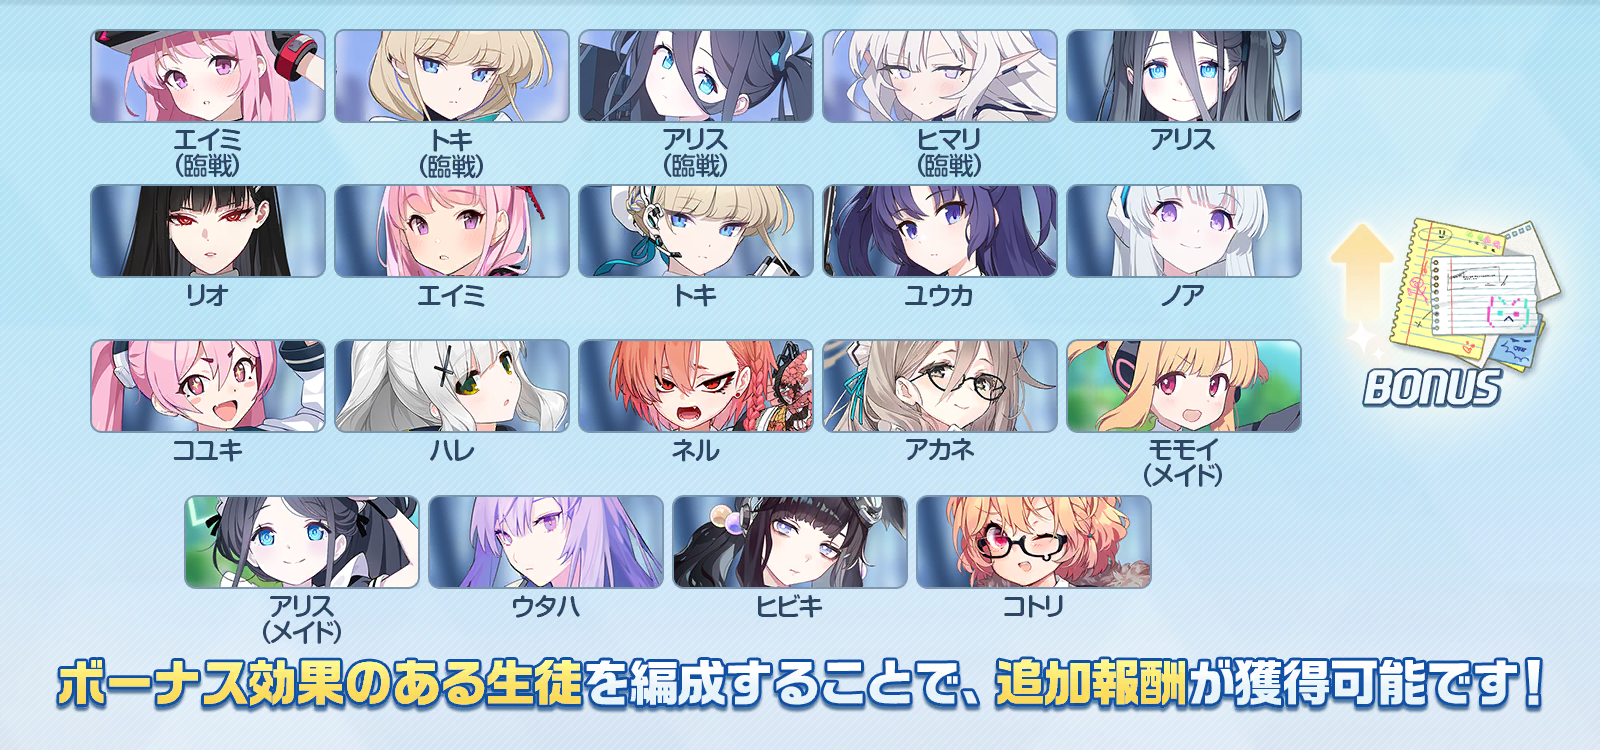 エイミ
(臨戦)
トキ
(臨戦)
アリス
(臨戦)
ヒマリ
(臨戦)
アリス
リオ
エイミ
トキ
ユウカ
ノア
コユキ
ハレ
ネル
アカネ
モモイ
(メイド)
アリス
(メイド)
ウタハ
ヒビキ
コトリ
BONUS
ボーナス効果のある生徒を編成することで、追加報酬が獲得可能です!